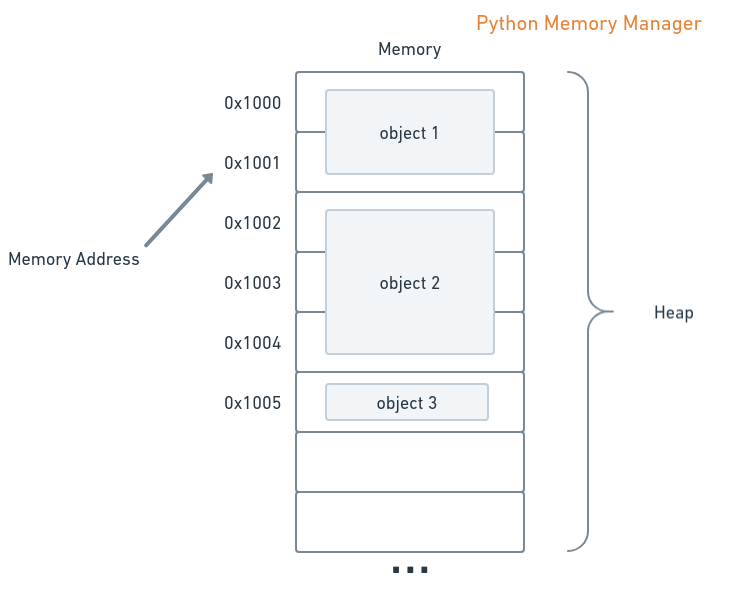 Python Memory Manager
Memory
0x1000
object 1
0x1001
0x1002
Memory Address
0x1003
object 2
Heap
0x1004
0x1005
object 3
...